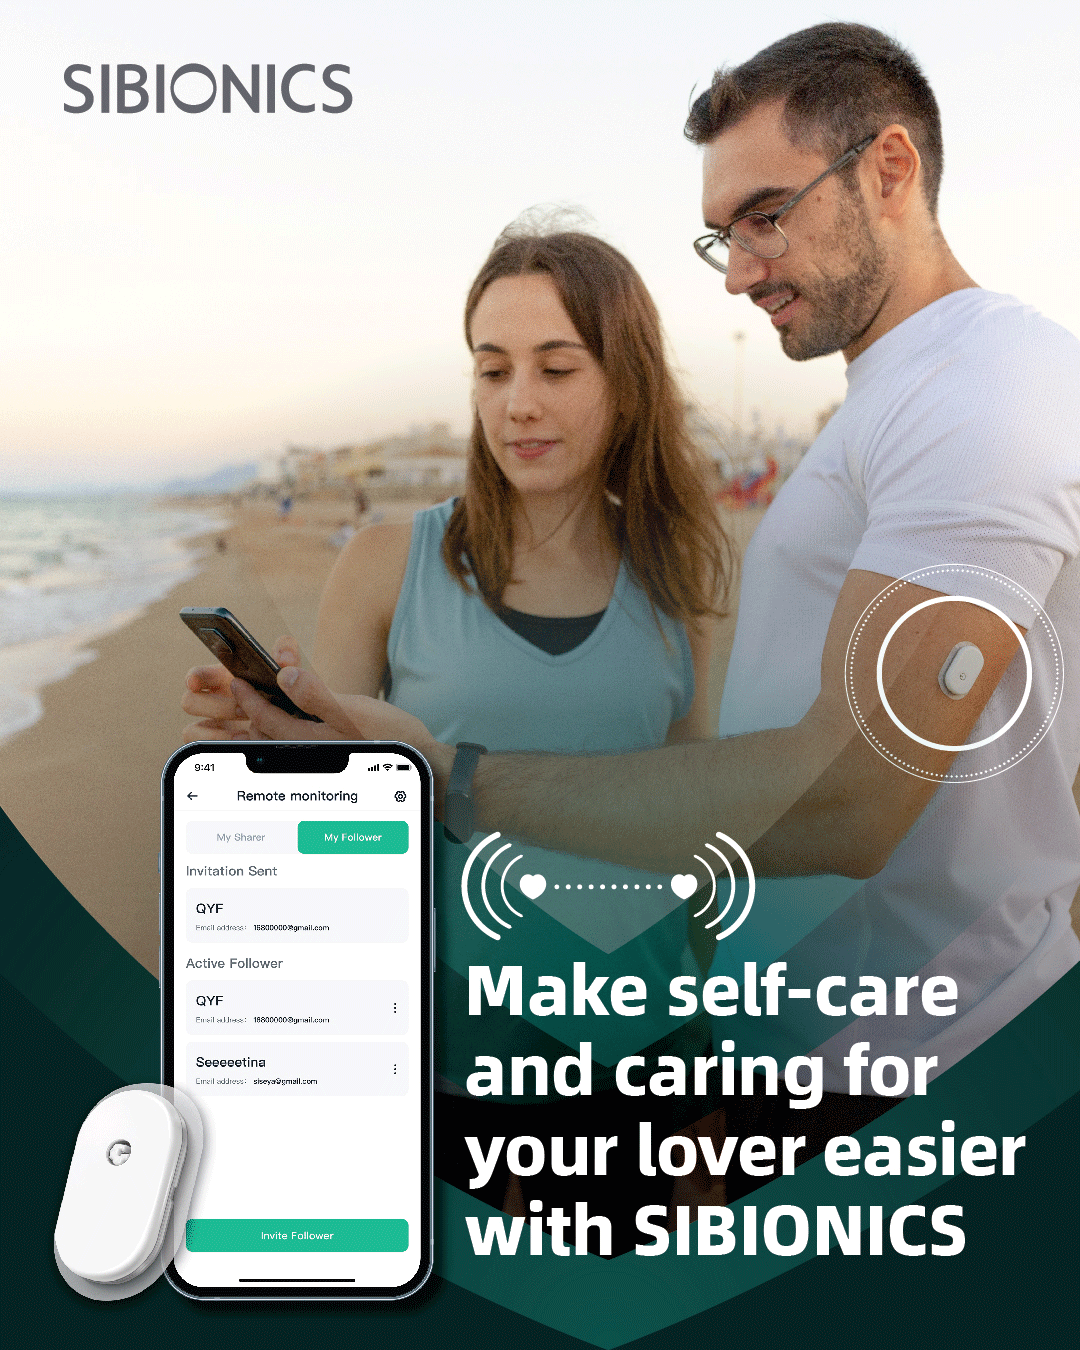 SIBIONICS
9:41
Remote monitoring
My Sharer
My Follower
Invitation Sent
QYF
Email address: 16800000@gmail.com
Active Follower
QYF
Email address: 16800000@gmail.com
Seeeeetina
Email address: siseya@gmail.com
Invite Follower
Make self-care
and caring for
your lover easier
with SIBIONICS